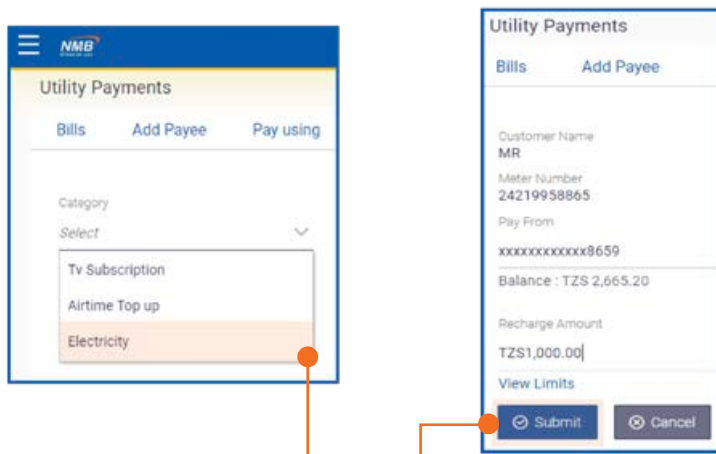 NMB
Utility Payments
Bills Add Payee Pay using
Category
Select
Tv Subscription
Airtime Top up
Electricity
Utility Payments
Bills Add Payee
Customer Name
MR
Meter Number
24219958865
Pay From
xxxxxxxxxxxx8659
Balance : TZS 2,665.20
Recharge Amount
TZS1,000.00
View Limits
Submit Cancel